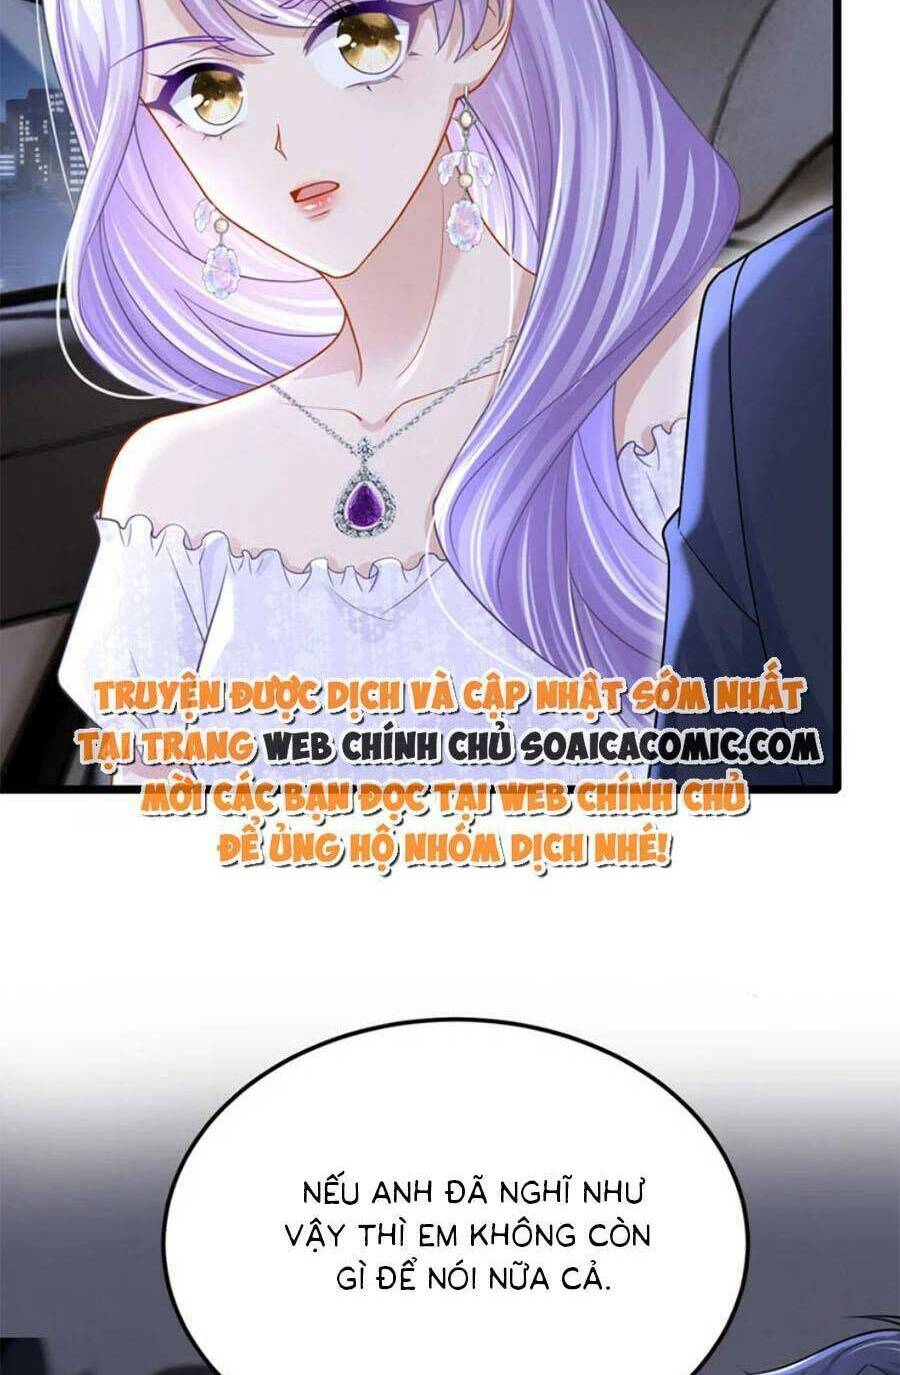 TRUYỆN ĐƯỢC DỊCH VÀ CẬP NHẬT SỚM NHẤT
TẠI TRANG WEB CHÍNH CHỦ SOAICACOMIC.COM
MỜI CÁC BẠN ĐỌC TẠI WEB CHÍNH CHỦ
ĐỂ ỦNG HỘ NHÓM DỊCH NHÉ!
NẾU ANH ĐÃ NGHĨ NHƯ
VẬY THÌ EM KHÔNG CÒN
GÌ ĐỂ NÓI NỮA CẢ.